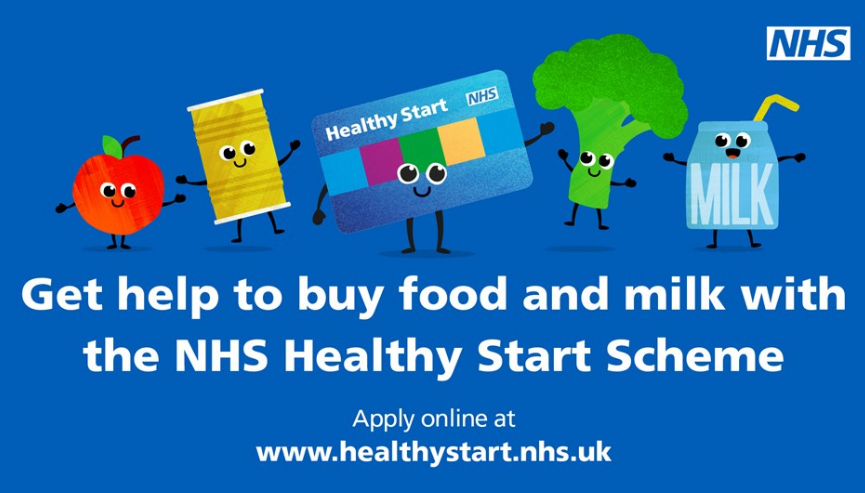 NHS
Healthy Start NHS
MILK
Get help to buy food and milk with
the NHS Healthy Start Scheme
Apply online at
www.healthystart.nhs.uk